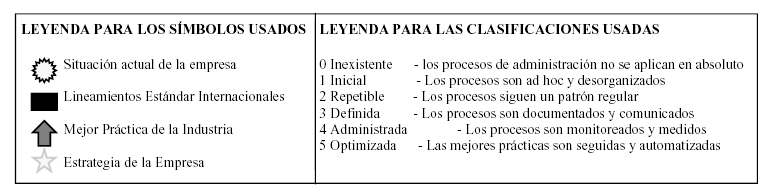 LEYENDA PARA LOS SÍMBOLOS USADOS
Situación actual de la empresa
Lineamientos Estándar Internacionales
Mejor Práctica de la Industria
Estrategia de la Empresa
LEYENDA PARA LAS CLASIFICACIONES USADAS
0 Inexistente - los procesos de administración no se aplican en absoluto
1 Inicial - Los procesos son ad hoc y desorganizados
2 Repetible - Los procesos siguen un patrón regular
3 Definida - Los procesos son documentados y comunicados
4 Administrada - Los procesos son monitoreados y medidos
5 Optimizada - Las mejores prácticas son seguidas y automatizadas